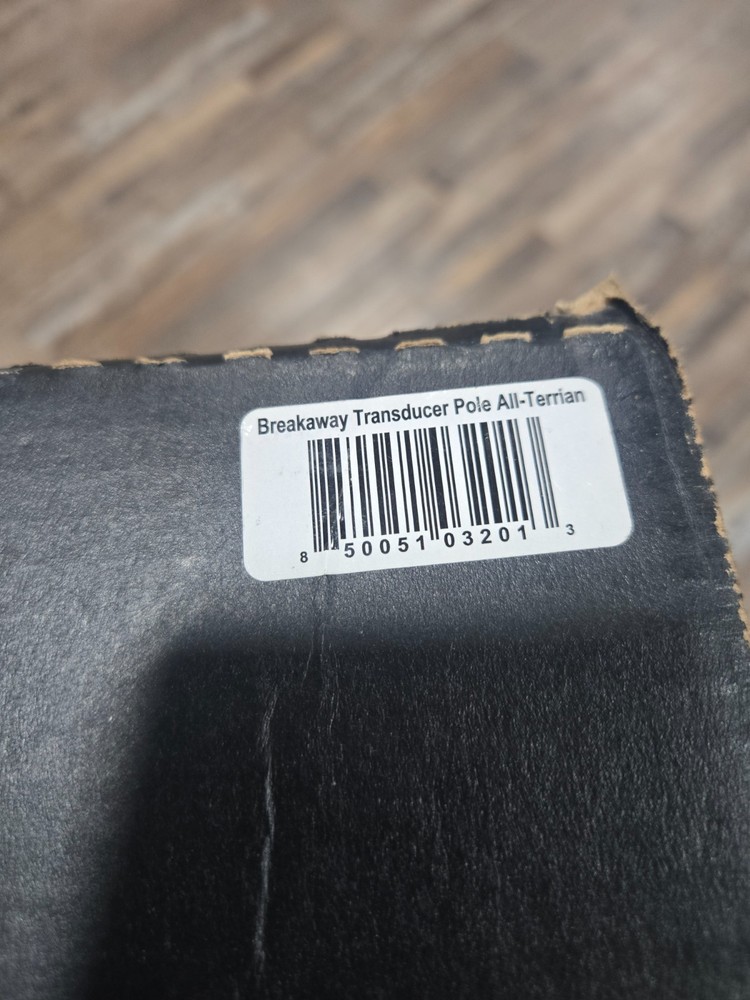 Breakaway Transducer Pole All-Terrian
8 50051 03201 3